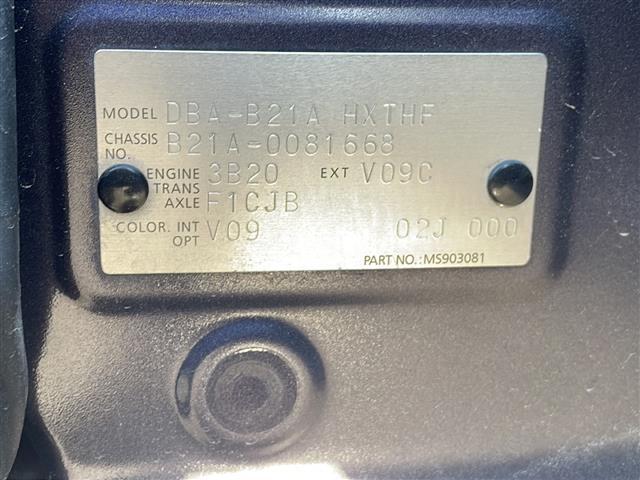 MODEL DBA-B21A HXTHF
CHASSIS NO. B21A-0081668
ENGINE 3B20 EXT V09C
TRANS AXLE F1CJB
COLOR. INT V09 02J 000
OPT
PART NO.: MS903081